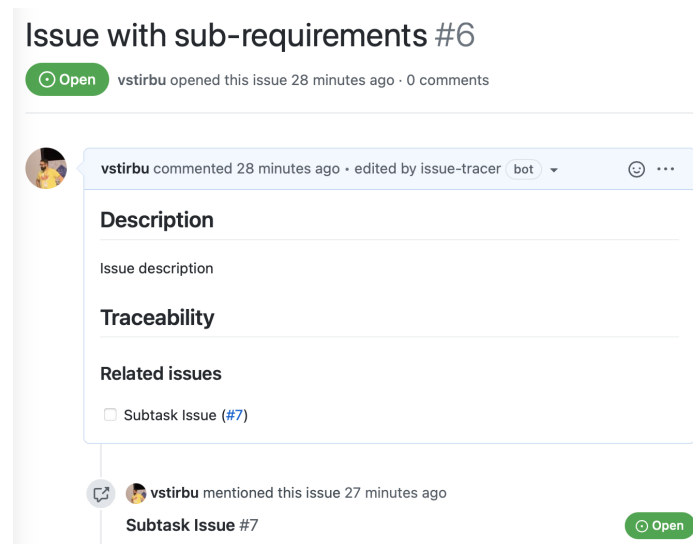 Issue with sub-requirements #6
Open vstirbu opened this issue 28 minutes ago · 0 comments
vstirbu commented 28 minutes ago • edited by issue-tracer bot
Description
Issue description
Traceability
Related issues
Subtask Issue (#7)
vstirbu mentioned this issue 27 minutes ago
Subtask Issue #7 Open